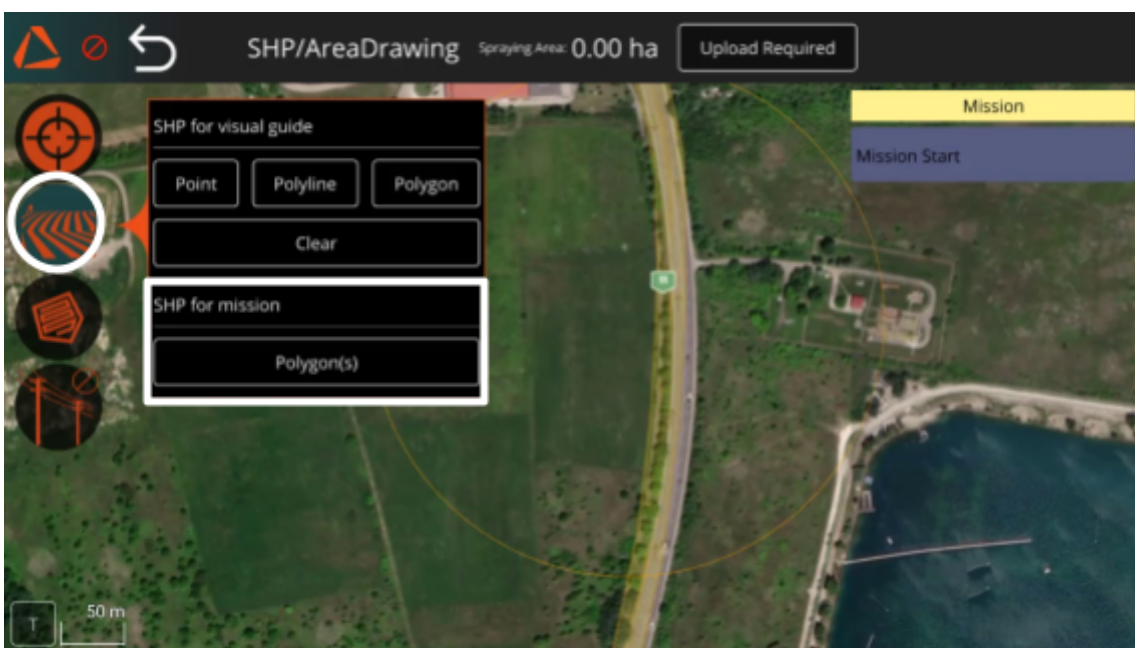 SHP/AreaDrawing Spraying Area: 0.00 ha Upload Required
SHP for visual guide
Point Polyline Polygon
Clear
SHP for mission
Polygon(s)
Mission
Mission Start
T 50 m